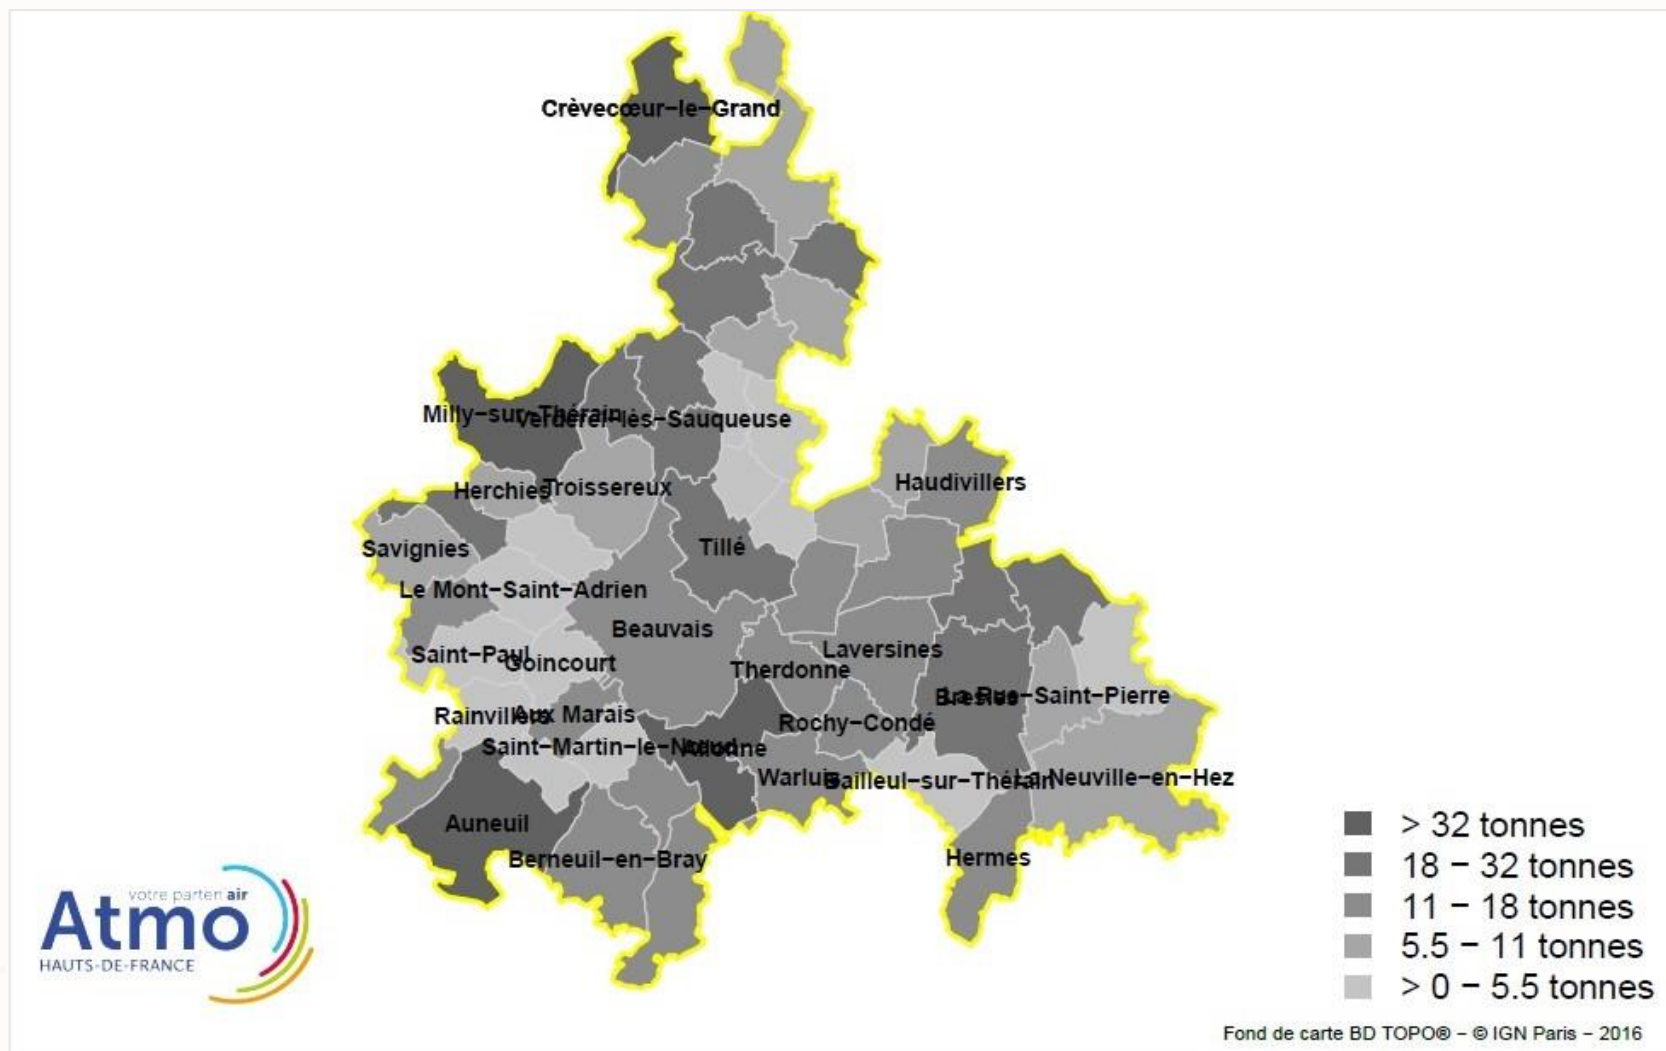 Crèvecœur-le-Grand
Milly-sur-Thérain
Verderel-lès-Sauqueuse
Herchies
Troissereux
Haudivillers
Savignies
Tillé
Le Mont-Saint-Adrien
Beauvais
Saint-Paul
Goincourt
Therdonne
Laversines
Bresles
La Rue-Saint-Pierre
Rainvillers
Aux Marais
Rochy-Condé
Saint-Martin-le-Nœud
Allonne
Warluis
Bailleul-sur-Thérain
La Neuville-en-Hez
Auneuil
Berneuil-en-Bray
Hermes
> 32 tonnes
18 - 32 tonnes
11 - 18 tonnes
5.5 - 11 tonnes
> 0 - 5.5 tonnes
votre parten air
Atmo
HAUTS-DE-FRANCE
Fond de carte BD TOPO® - © IGN Paris - 2016